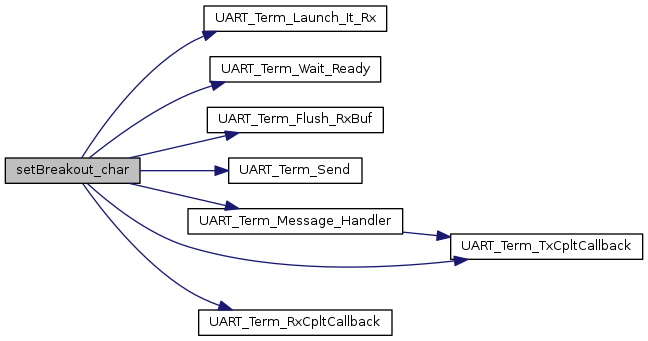 UART_Term_Launch_It_Rx
UART_Term_Wait_Ready
UART_Term_Flush_RxBuf
setBreakout_char
UART_Term_Send
UART_Term_Message_Handler
UART_Term_TxCpltCallback
UART_Term_RxCpltCallback